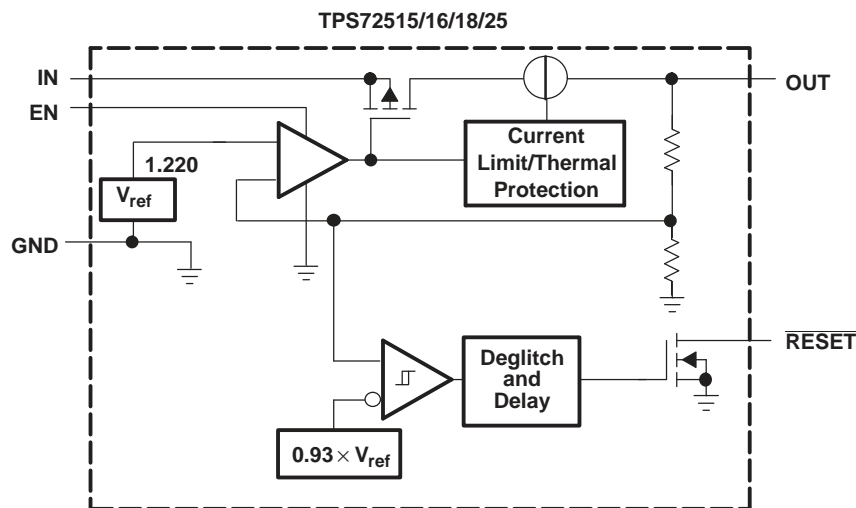 TPS72515/16/18/25
IN
OUT
EN
Current
Limit/Thermal
Protection
1.220
Vref
GND
RESET
Deglitch
and
Delay
0.93 × Vref